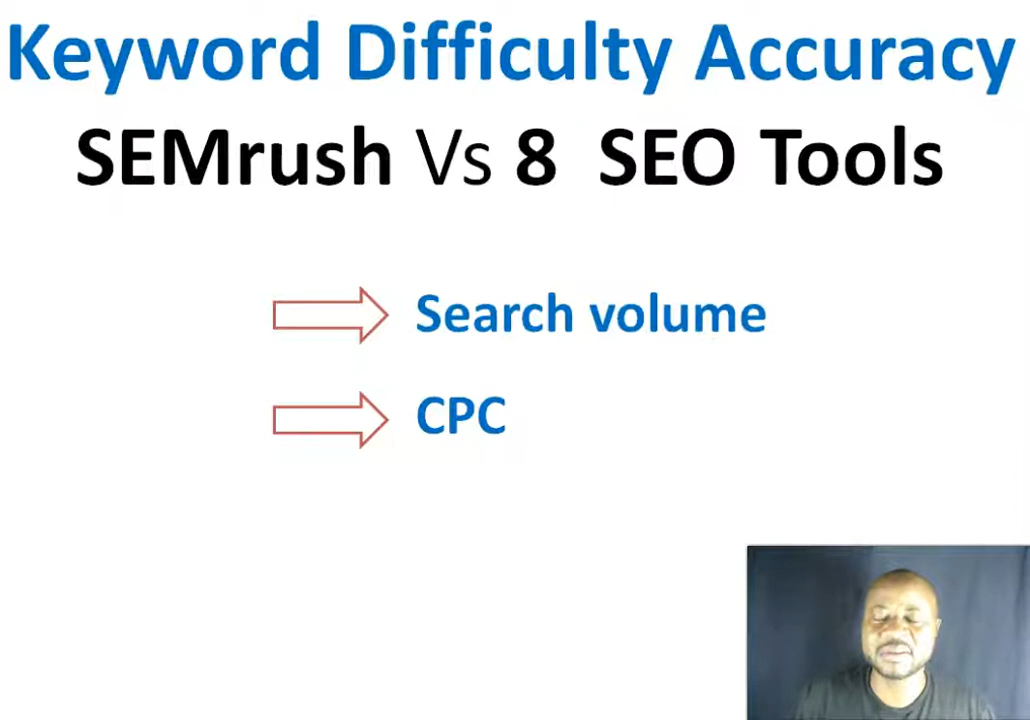 Keyword Difficulty Accuracy
SEMrush Vs 8 SEO Tools
Search volume
CPC